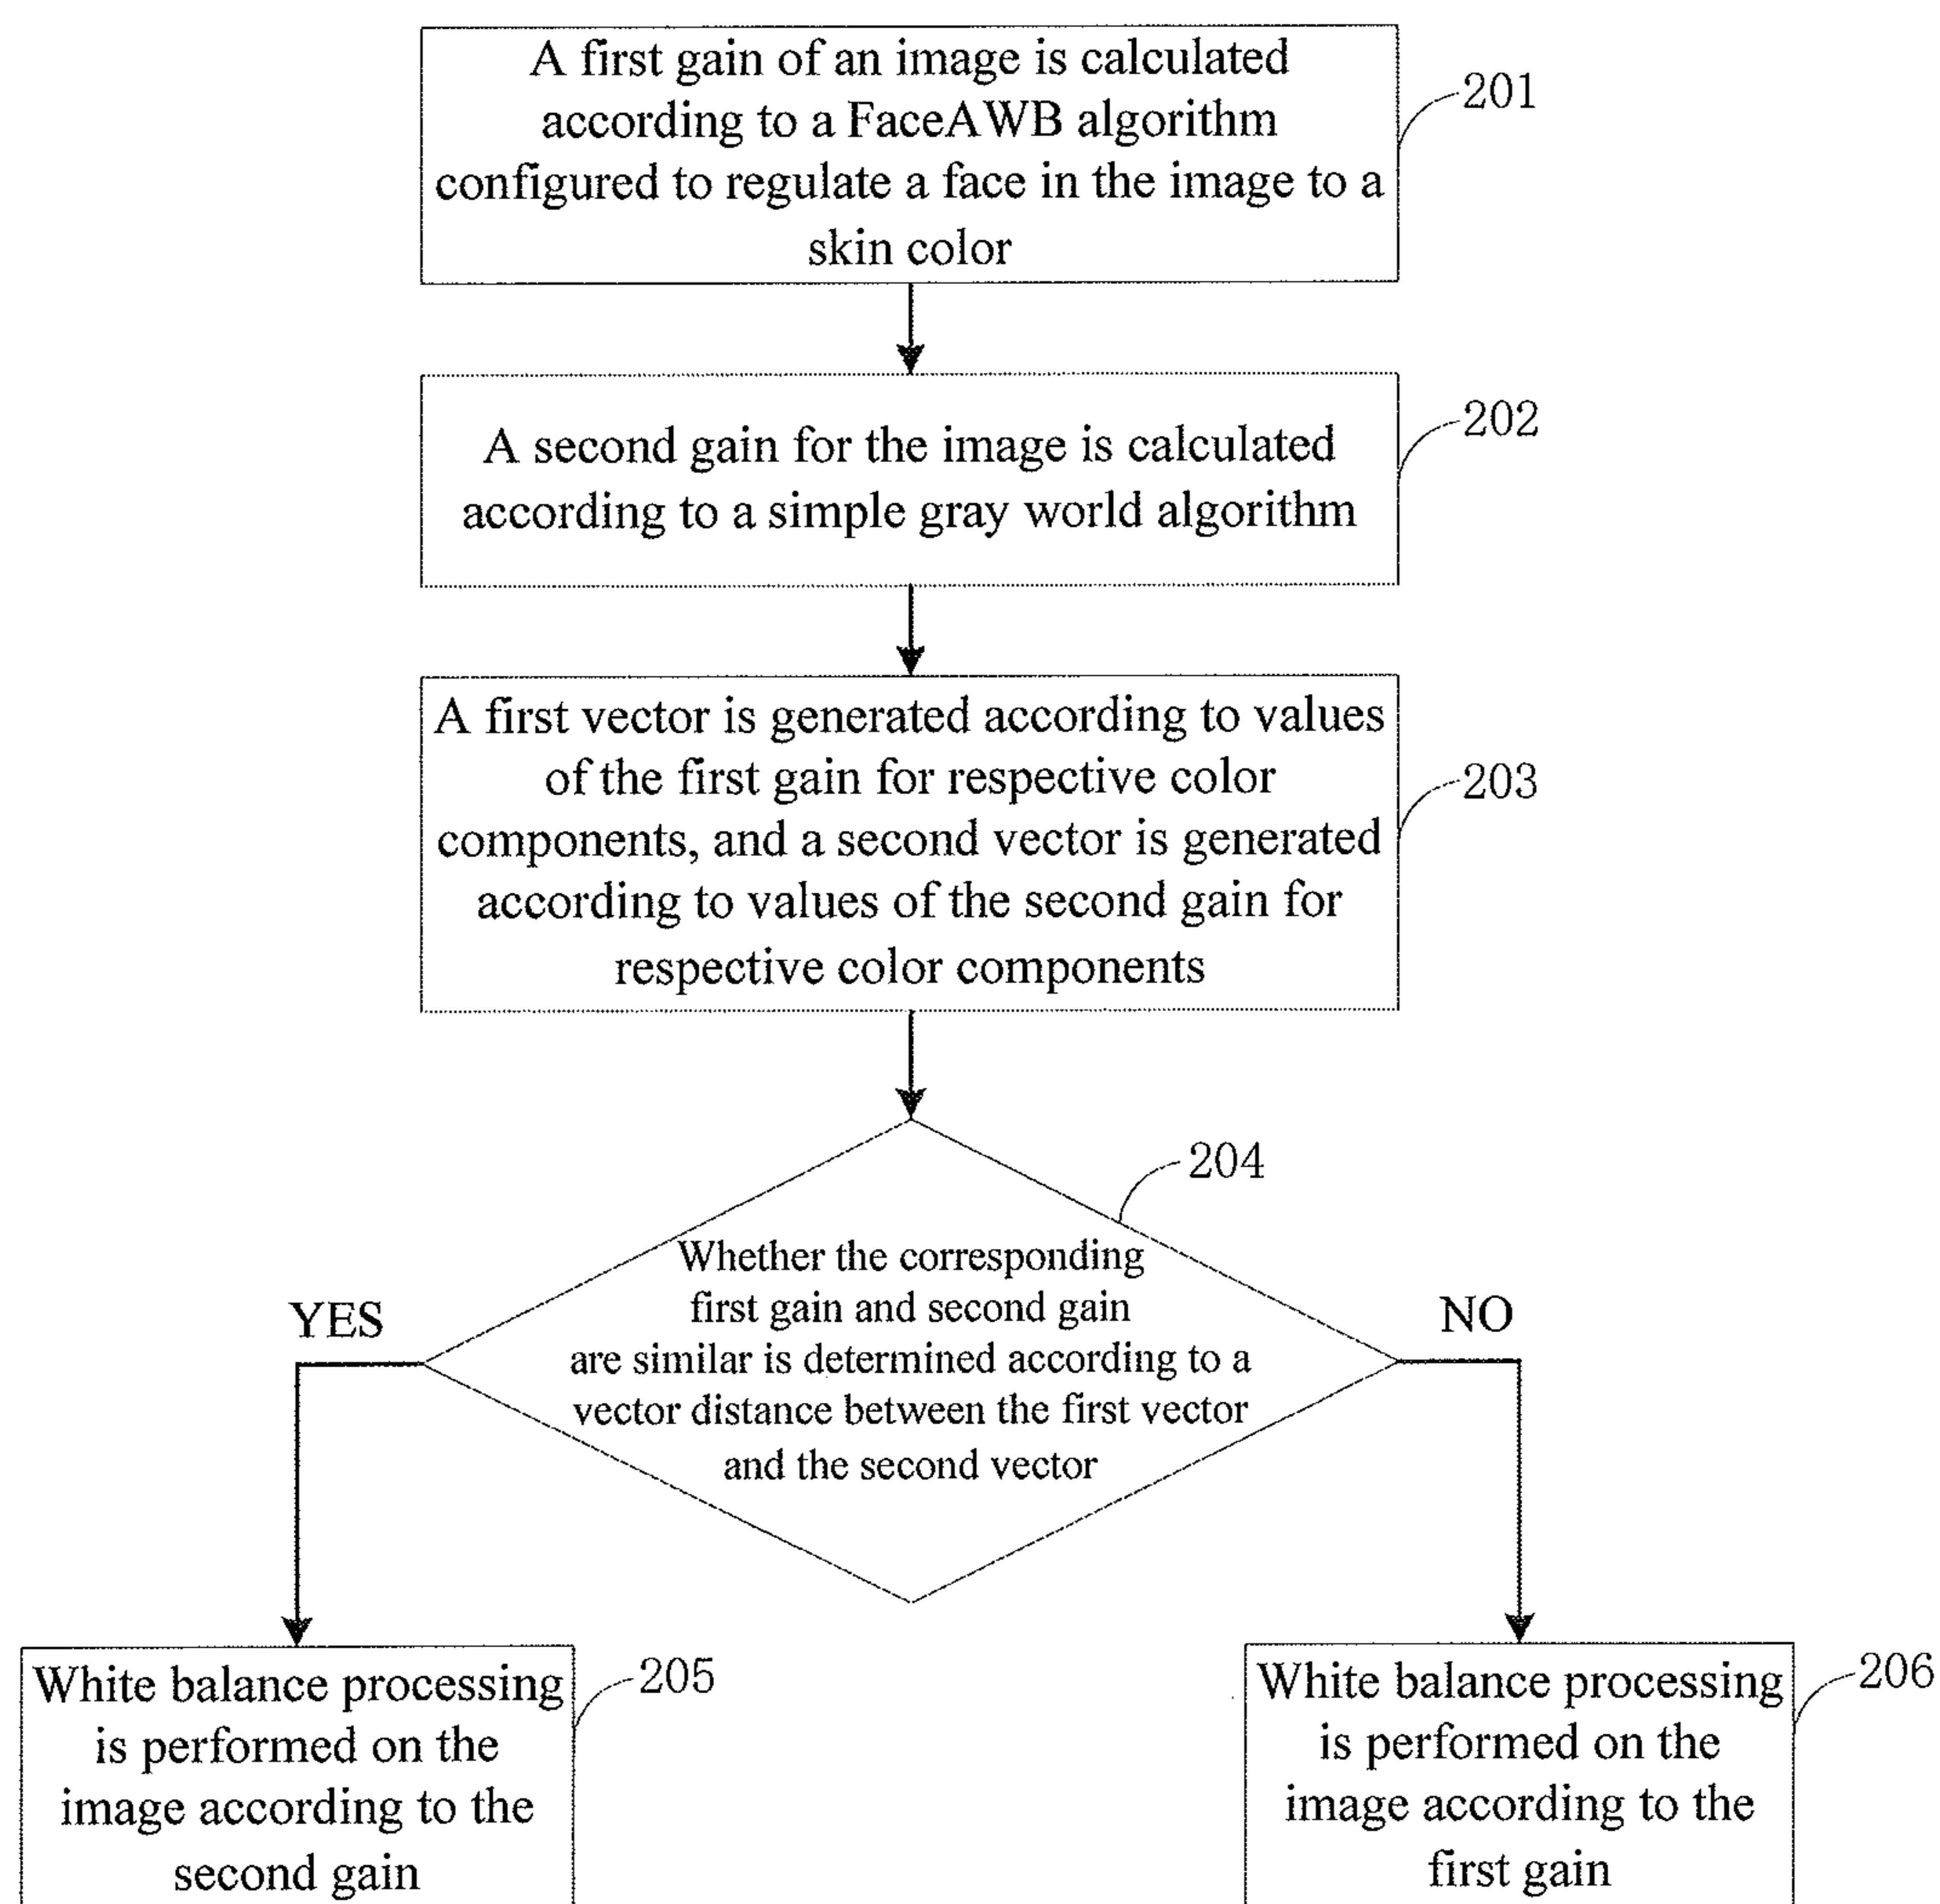 A first gain of an image is calculated
according to a FaceAWB algorithm
configured to regulate a face in the image to a
skin color
201
A second gain for the image is calculated
according to a simple gray world algorithm
202
A first vector is generated according to values
of the first gain for respective color
components, and a second vector is generated
according to values of the second gain for
respective color components
203
204
Whether the corresponding
first gain and second gain
are similar is determined according to a
vector distance between the first vector
and the second vector
YES
NO
White balance processing
is performed on the
image according to the
second gain
205
White balance processing
is performed on the
image according to the
first gain
206